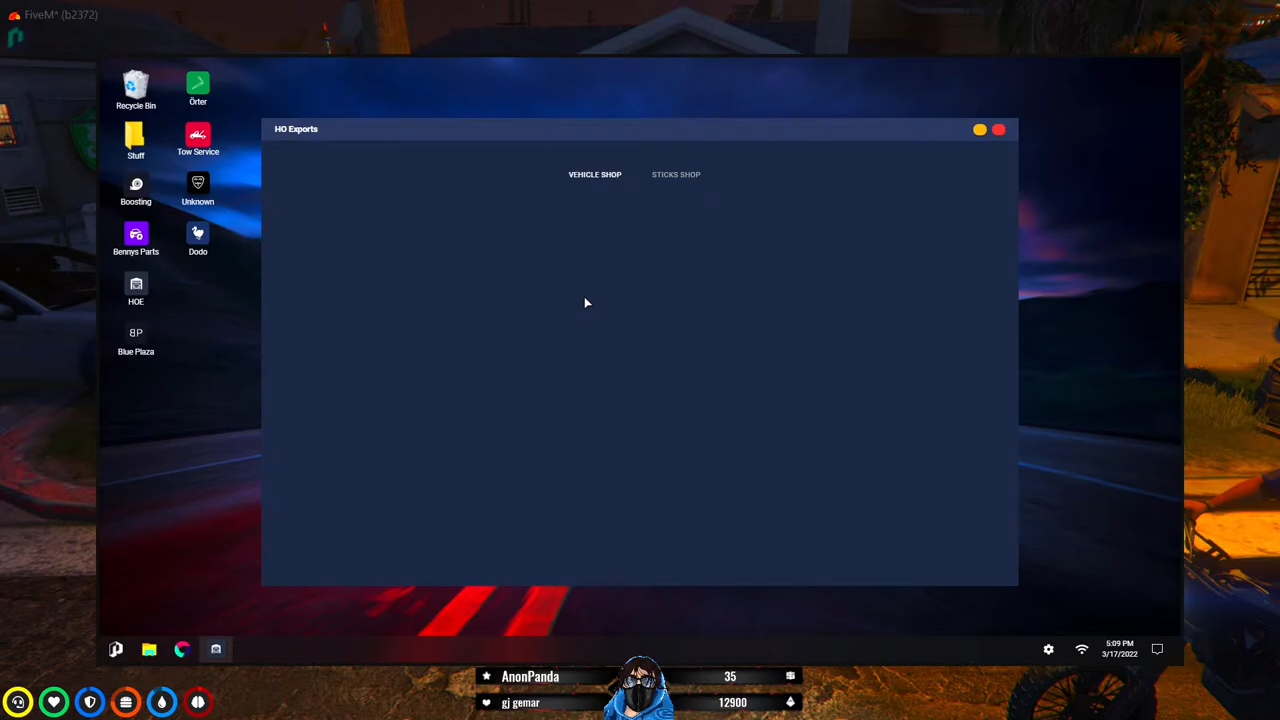 FiveM* (b2372)
Recycle Bin
Örter
Stuff
Tow Service
Boosting
Unknown
Bennys Parts
Dodo
HOE
BP
Blue Plaza
HO Exports
VEHICLE SHOP
STICKS SHOP
5:09 PM
3/17/2022
AnonPanda
35
gj gemar
12900